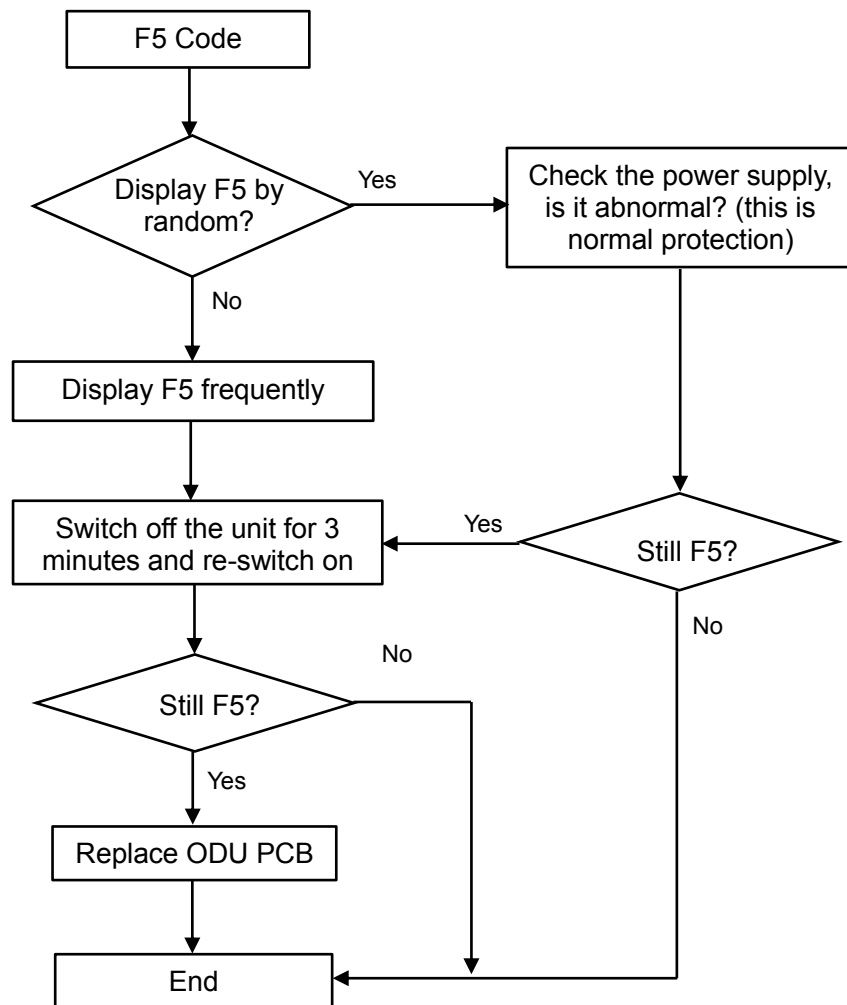 F5 Code
Display F5 by
random?
Yes
Check the power supply,
is it abnormal? (this is
normal protection)
No
Display F5 frequently
Switch off the unit for 3
minutes and re-switch on
Yes
Still F5?
No
No
Still F5?
Yes
Replace ODU PCB
End